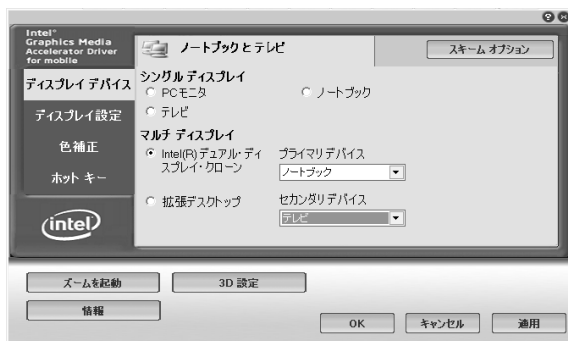 Intel®
Graphics Media
Accelerator Driver
for mobile
ノートブックとテレビ
スキーム オプション
ディスプレイ デバイス
ディスプレイ設定
色補正
ホット キー
intel
シングル ディスプレイ
PCモニタ
ノートブック
テレビ
マルチ ディスプレイ
Intel(R) デュアル・ディ
スプレイ・クローン
プライマリ デバイス
ノートブック
拡張デスクトップ
セカンダリ デバイス
テレビ
ズームを起動
3D 設定
情報
OK
キャンセル
適用